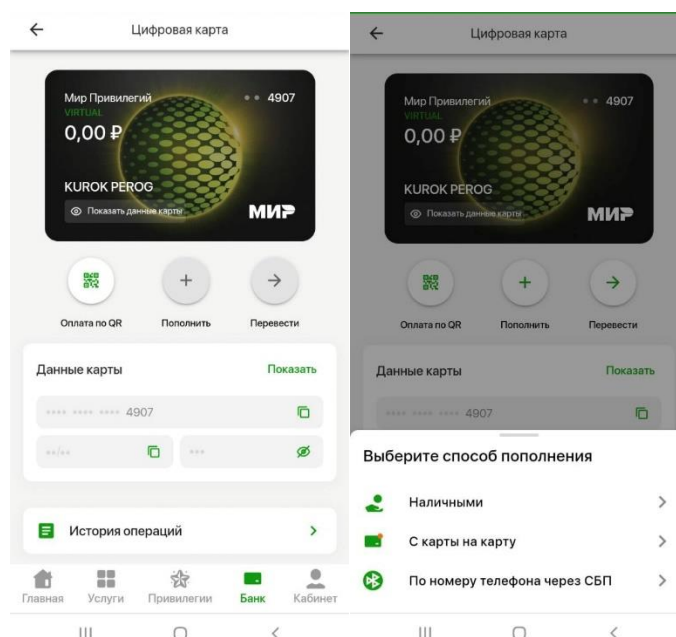 Цифровая карта
Мир Привилегий
4907
VIRTUAL
0,00 ₽
KUROK PEROG
Показать данные карты
МИР
Оплата по QR
Пополнить
Перевести
Данные карты
Показать
•••• •••• •••• 4907
••/••
•••
История операций
Главная
Услуги
Привилегии
Банк
Кабинет
Цифровая карта
Мир Привилегий
4907
VIRTUAL
0,00 ₽
KUROK PEROG
Показать данные карты
МИР
Оплата по QR
Пополнить
Перевести
Данные карты
Показать
•••• •••• •••• 4907
Выберите способ пополнения
Наличными
С карты на карту
По номеру телефона через СБП